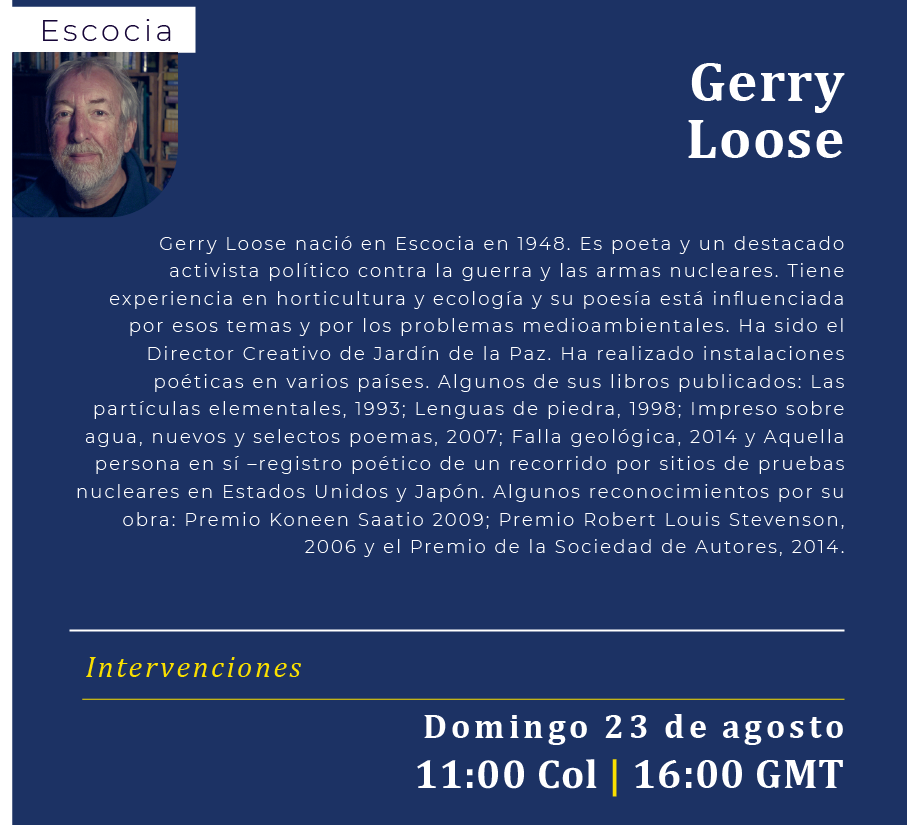 Escocia
Gerry
Loose
Gerry Loose nació en Escocia en 1948. Es poeta y un destacado
activista político contra la guerra y las armas nucleares. Tiene
experiencia en horticultura y ecología y su poesía está influenciada
por esos temas y por los problemas medioambientales. Ha sido el
Director Creativo de Jardín de la Paz. Ha realizado instalaciones
poéticas en varios países. Algunos de sus libros publicados: Las
partículas elementales, 1993; Lenguas de piedra, 1998; Impreso sobre
agua, nuevos y selectos poemas, 2007; Falla geológica, 2014 y Aquella
persona en sí –registro poético de un recorrido por sitios de pruebas
nucleares en Estados Unidos y Japón. Algunos reconocimientos por su
obra: Premio Koneen Saatio 2009; Premio Robert Louis Stevenson,
2006 y el Premio de la Sociedad de Autores, 2014.
Intervenciones
Domingo 23 de agosto
11:00 Col | 16:00 GMT